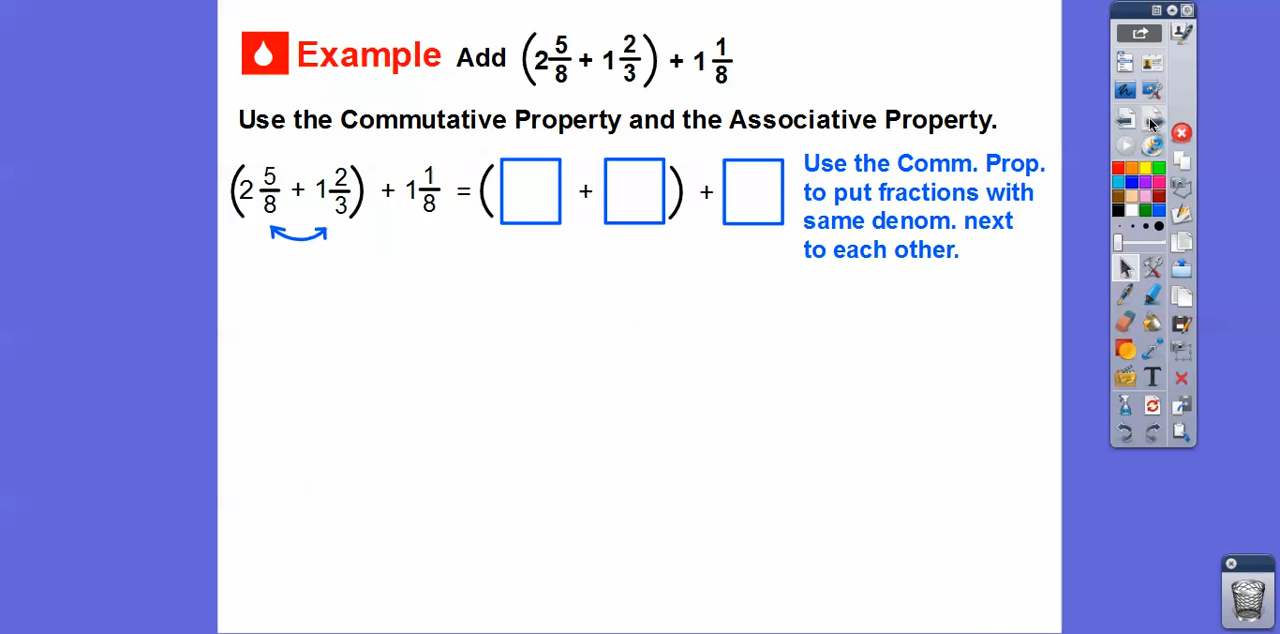 Example Add (2 5/8 + 1 2/3) + 1 1/8
Use the Commutative Property and the Associative Property.
(2 5/8 + 1 2/3) + 1 1/8 = ( + ) +
Use the Comm. Prop.
to put fractions with
same denom. next
to each other.